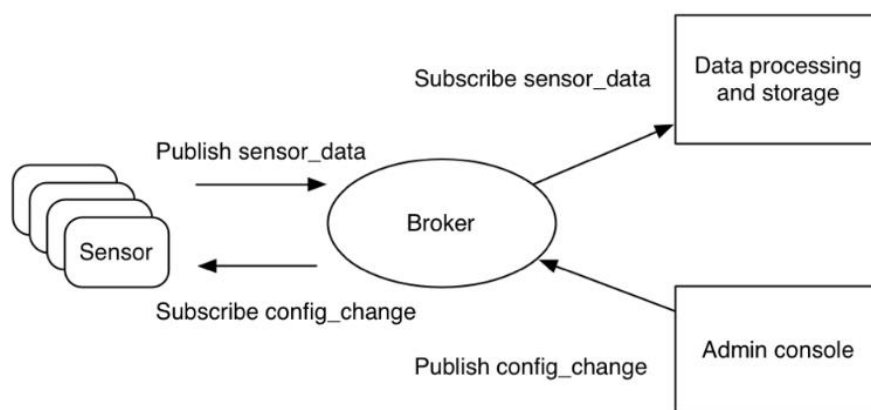 Subscribe sensor_data
Data processing
and storage
Publish sensor_data
Broker
Sensor
Subscribe config_change
Admin console
Publish config_change